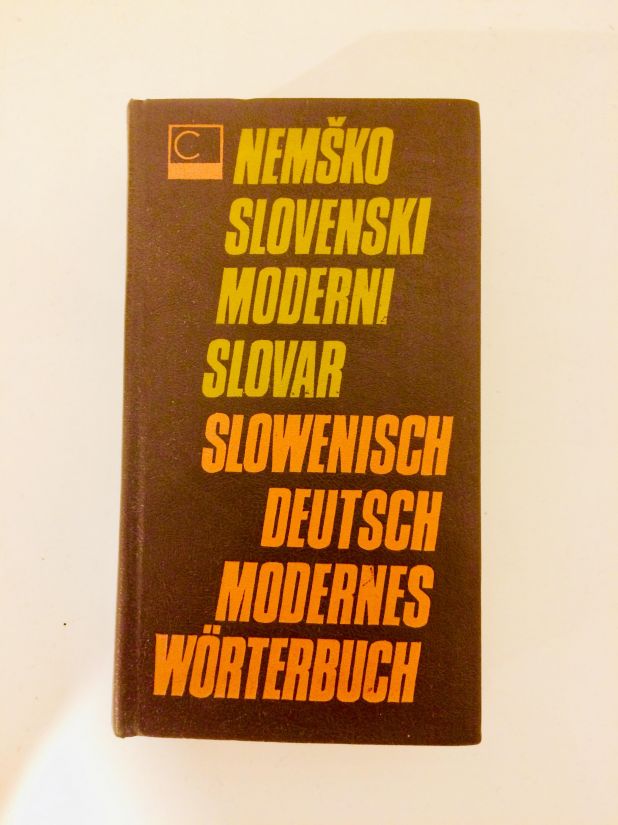 C
NEMŠKO
SLOVENSKI
MODERNI
SLOVAR
SLOWENISCH
DEUTSCH
MODERNES
WÖRTERBUCH